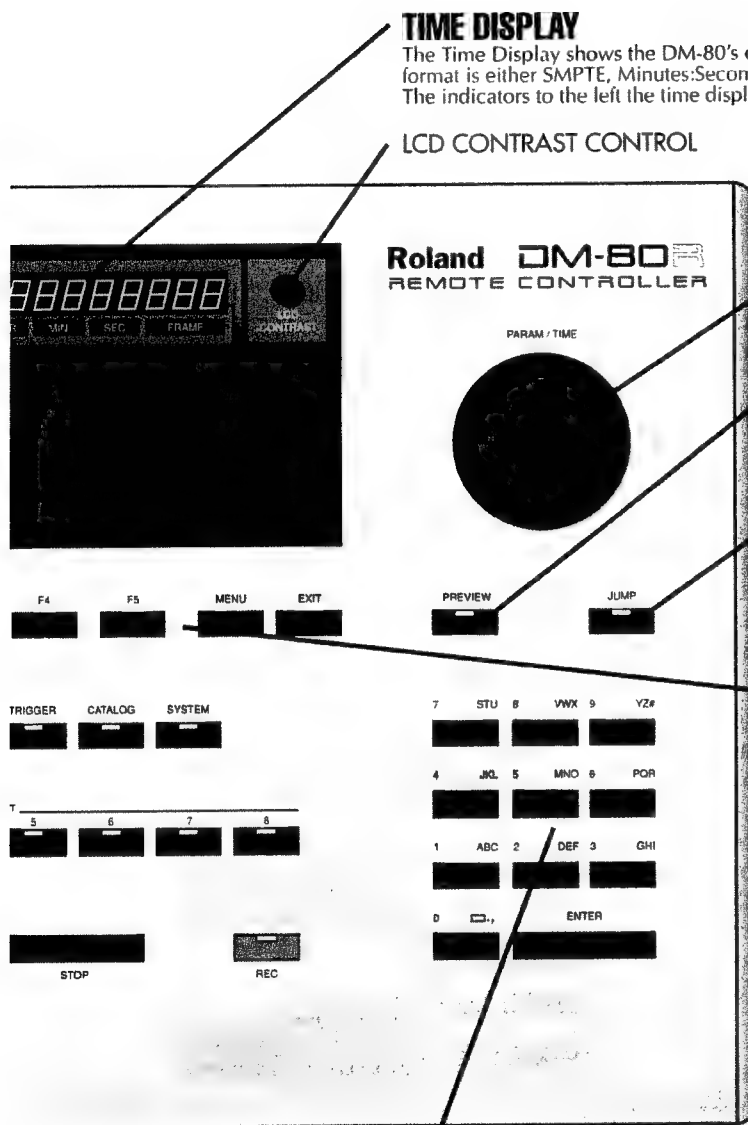 TIME DISPLAY
The Time Display shows the DM-80's
format is either SMPTE, Minutes:Secon
The indicators to the left the time displ
LCD CONTRAST CONTROL
Roland DM-80R
REMOTE CONTROLLER
MIN SEC FRAME
LCD
CONTRAST
PARAM / TIME
F4 F5 MENU EXIT PREVIEW JUMP
TRIGGER CATALOG SYSTEM
7 STU 8 VWX 9 YZ#
4 JKL 5 MNO 6 PQR
T
5 6 7 8
1 ABC 2 DEF 3 GHI
0 ENTER
STOP REC